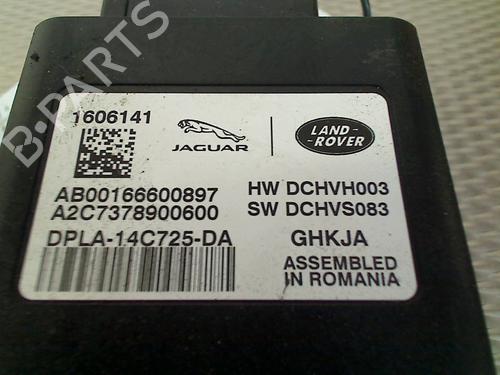 B-PARTS
1606141
JAGUAR
LAND-
ROVER
AB00166600897
HW DCHVH003
A2C7378900600
SW DCHVS083
DPLA-14C725-DA
GHKJA
ASSEMBLED
IN ROMANIA